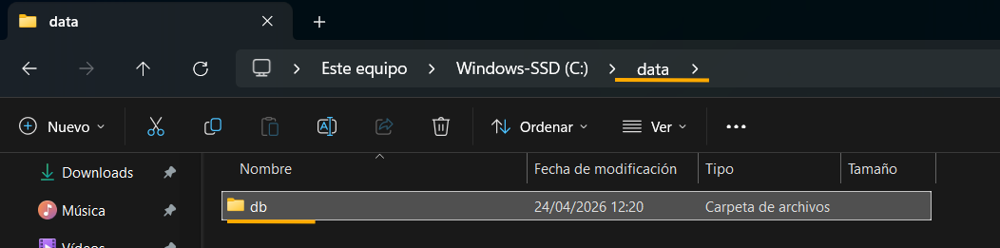 data
Este equipo > Windows-SSD (C:) > data >
Nuevo Ordenar Ver
Nombre Fecha de modificación Tipo Tamaño
Downloads
db 24/04/2026 12:20 Carpeta de archivos
Música
Vídeos